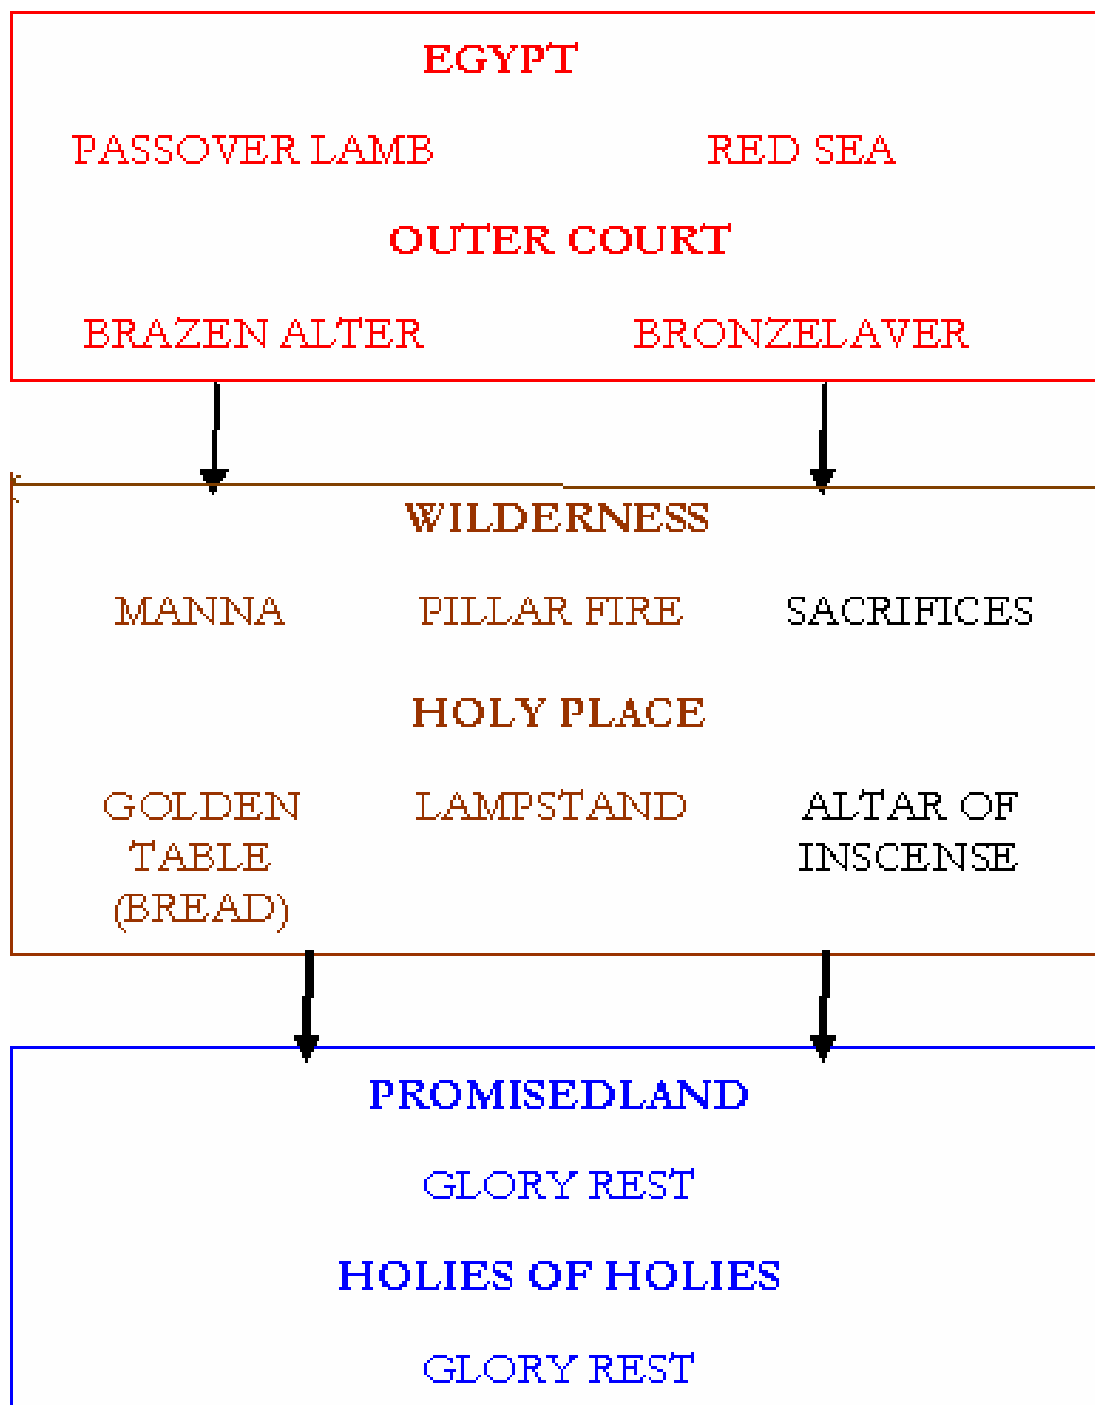 EGYPT
PASSOVER LAMB RED SEA
OUTER COURT
BRAZEN ALTER BRONZELAVER
WILDERNESS
MANNA PILLAR FIRE SACRIFICES
HOLY PLACE
GOLDEN LAMPSTAND ALTAR OF
TABLE INSCENSE
(BREAD)
PROMISEDLAND
GLORY REST
HOLIES OF HOLIES
GLORY REST